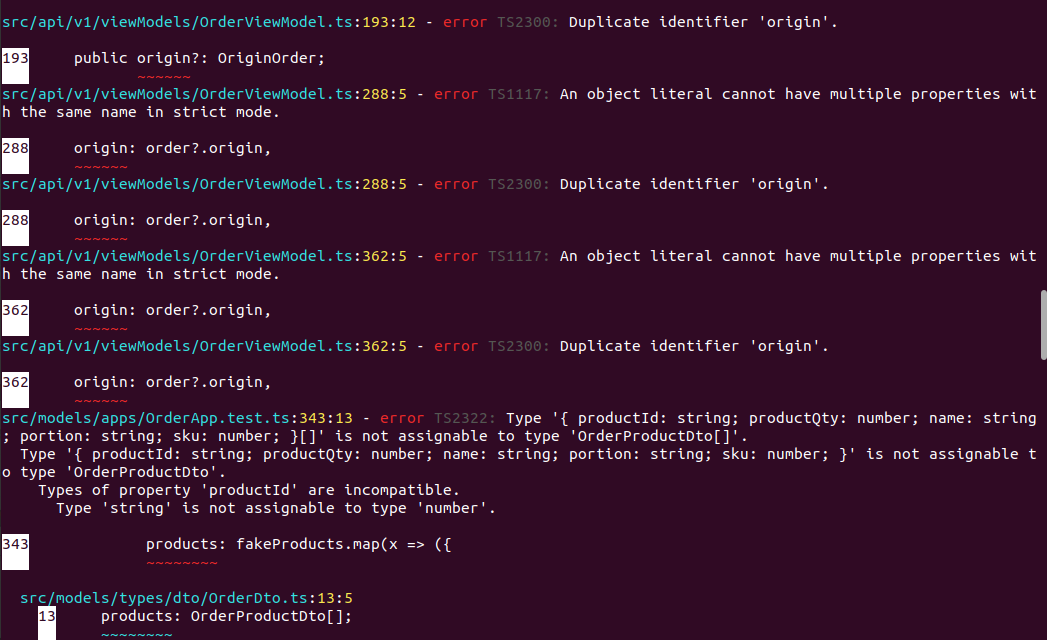 src/api/v1/viewModels/OrderViewModel.ts:193:12 - error TS2300: Duplicate identifier 'origin'.
193     public origin?: OriginOrder;
               ~~~~~~
src/api/v1/viewModels/OrderViewModel.ts:288:5 - error TS1117: An object literal cannot have multiple properties wit
h the same name in strict mode.
288     origin: order?.origin,
        ~~~~~~
src/api/v1/viewModels/OrderViewModel.ts:288:5 - error TS2300: Duplicate identifier 'origin'.
288     origin: order?.origin,
        ~~~~~~
src/api/v1/viewModels/OrderViewModel.ts:362:5 - error TS1117: An object literal cannot have multiple properties wit
h the same name in strict mode.
362     origin: order?.origin,
        ~~~~~~
src/api/v1/viewModels/OrderViewModel.ts:362:5 - error TS2300: Duplicate identifier 'origin'.
362     origin: order?.origin,
        ~~~~~~
src/models/apps/OrderApp.test.ts:343:13 - error TS2322: Type '{ productId: string; productQty: number; name: string
; portion: string; sku: number; }[]' is not assignable to type 'OrderProductDto[]'.
  Type '{ productId: string; productQty: number; name: string; portion: string; sku: number; }' is not assignable t
o type 'OrderProductDto'.
    Types of property 'productId' are incompatible.
      Type 'string' is not assignable to type 'number'.
343             products: fakeProducts.map(x => ({
                ~~~~~~~~
  src/models/types/dto/OrderDto.ts:13:5
    13     products: OrderProductDto[];
           ~~~~~~~~